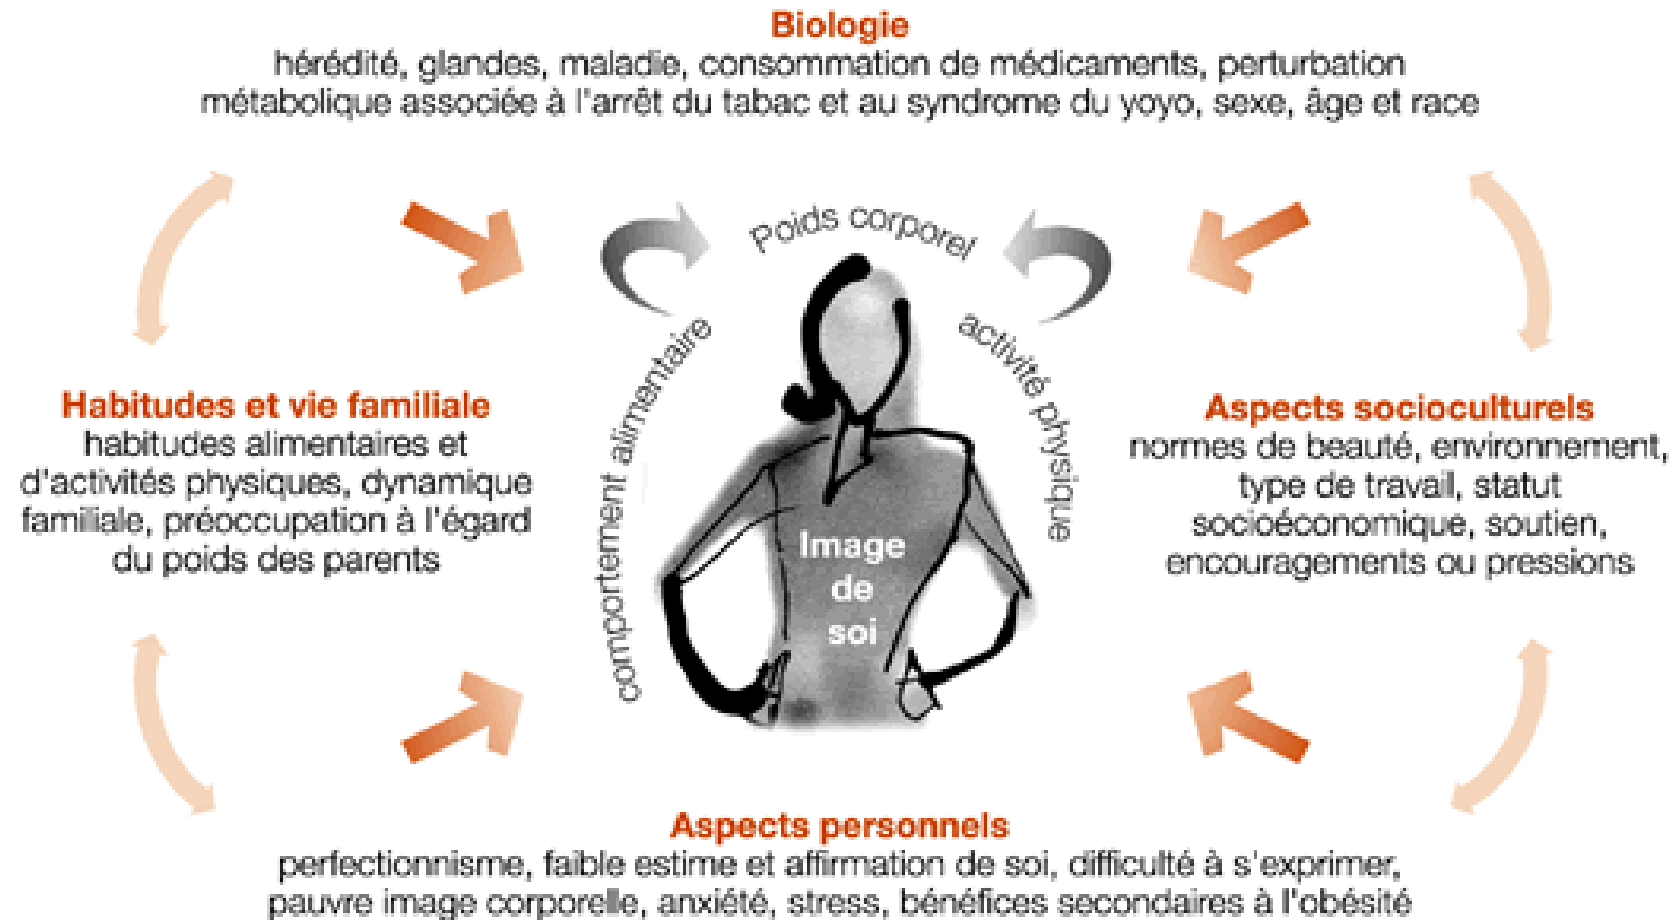 Biologie
hérédité, glandes, maladie, consommation de médicaments, perturbation
métabolique associée à l'arrêt du tabac et au syndrome du yoyo, sexe, âge et race
Poids corporel
comportement alimentaire
activité physique
Habitudes et vie familiale
habitudes alimentaires et
d'activités physiques, dynamique
familiale, préoccupation à l'égard
du poids des parents
Image
de
soi
Aspects socioculturels
normes de beauté, environnement,
type de travail, statut
socioéconomique, soutien,
encouragements ou pressions
Aspects personnels
perfectionnisme, faible estime et affirmation de soi, difficulté à s'exprimer,
pauvre image corporelle, anxiété, stress, bénéfices secondaires à l'obésité